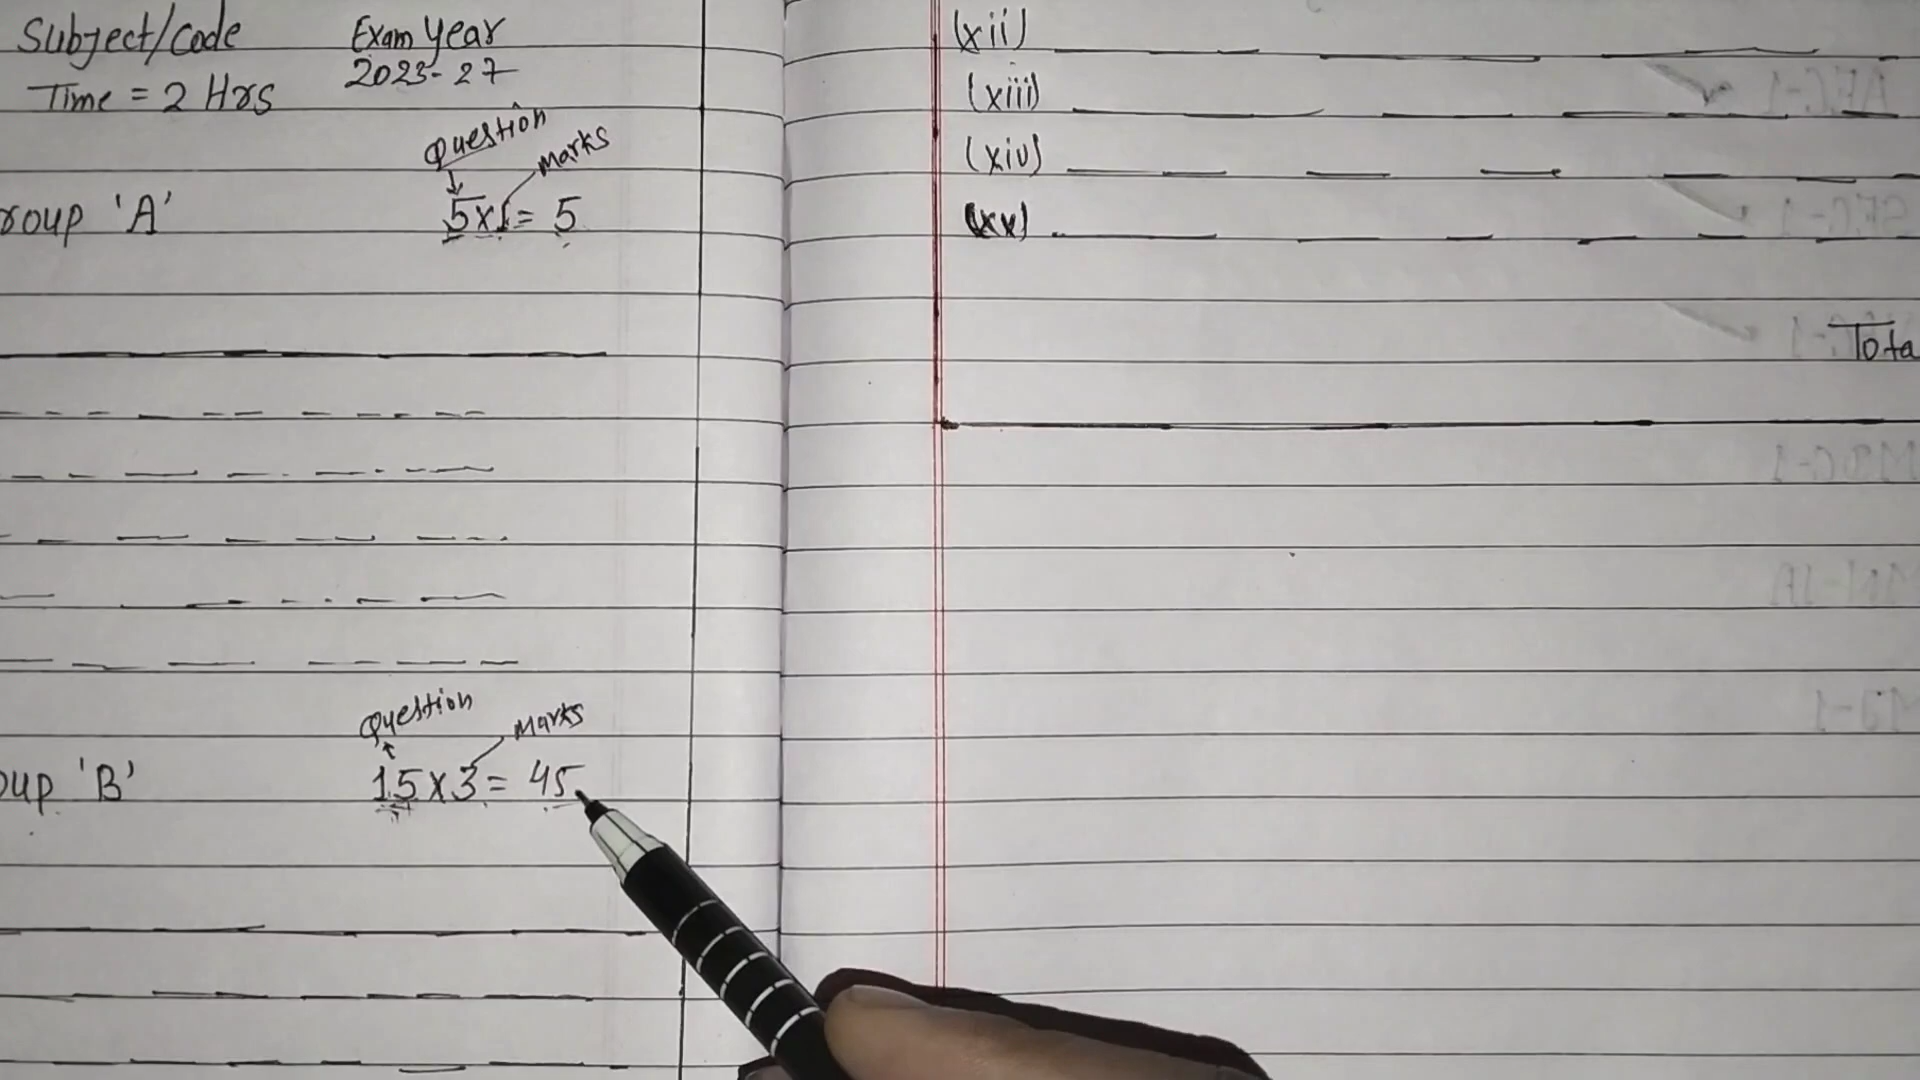 Subject/code Exam year
2023-27
Time = 2 Hrs
Question
Marks
roup 'A' 5x1= 5
Question
Marks
oup 'B' 15x3= 45
(xii)
(xiii)
(xiv)
(xv)
Tota